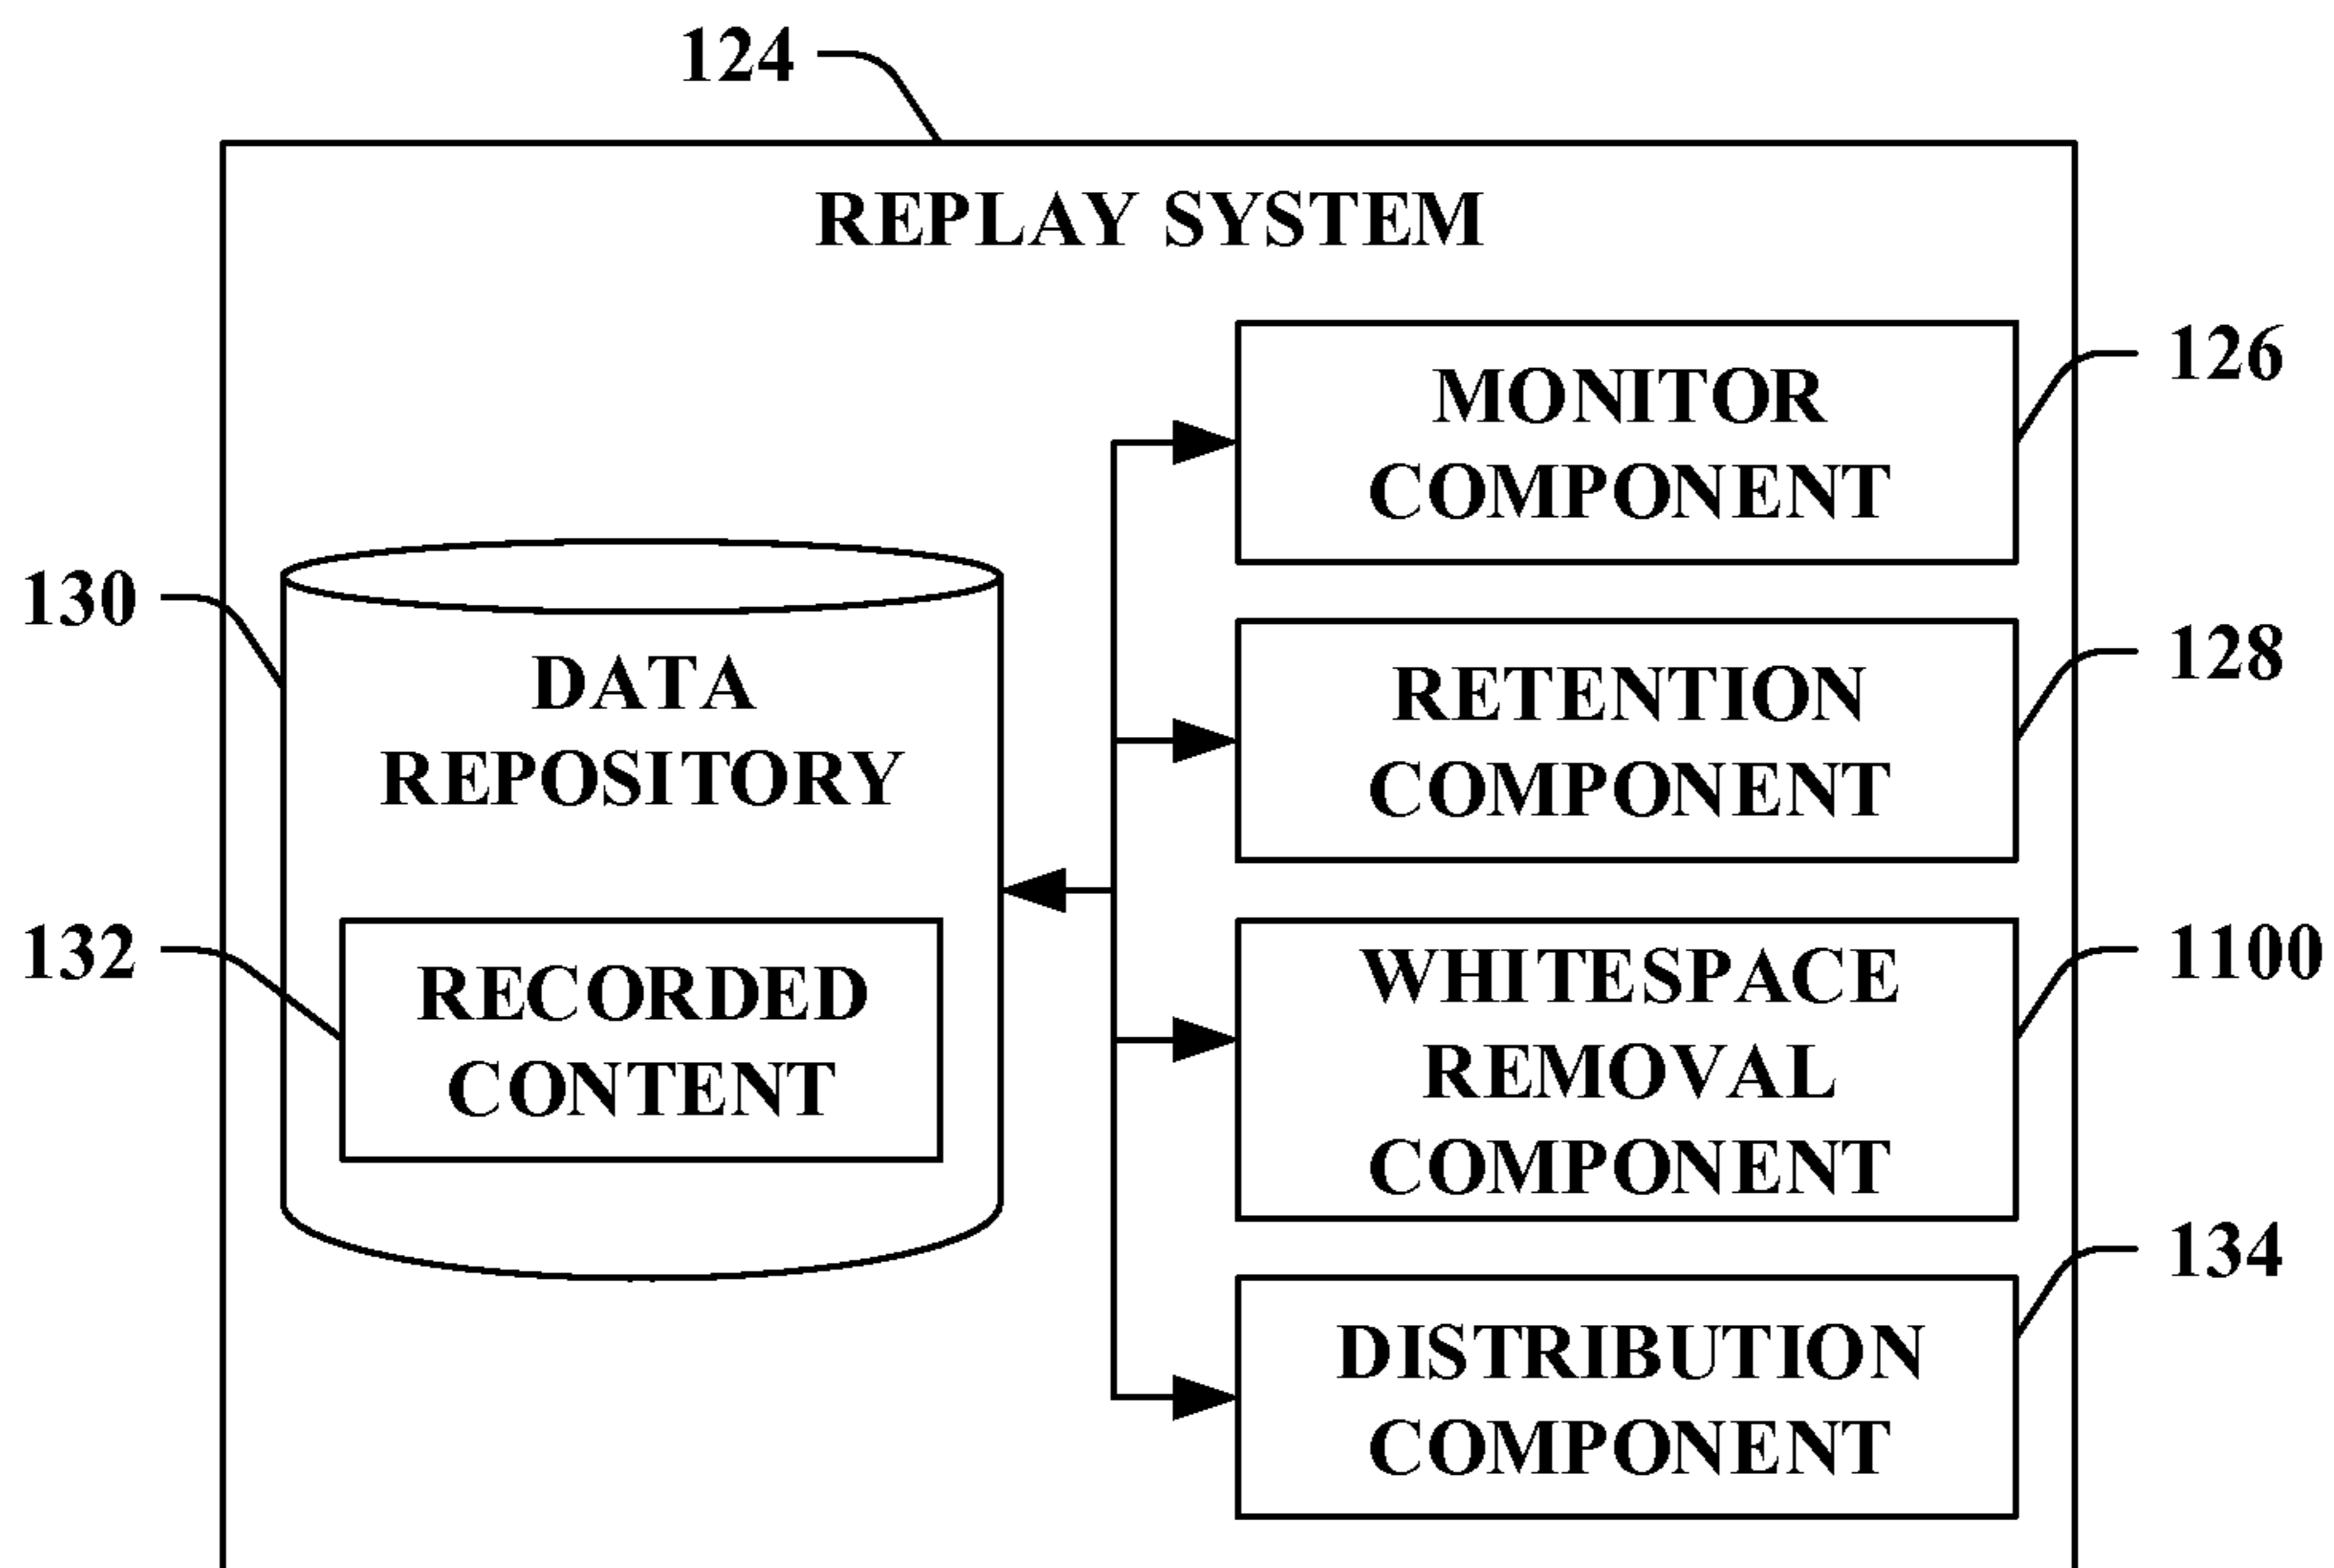 124
REPLAY SYSTEM
MONITOR
COMPONENT
126
130
DATA
REPOSITORY
RETENTION
COMPONENT
128
132
RECORDED
CONTENT
WHITESPACE
REMOVAL
COMPONENT
1100
DISTRIBUTION
COMPONENT
134